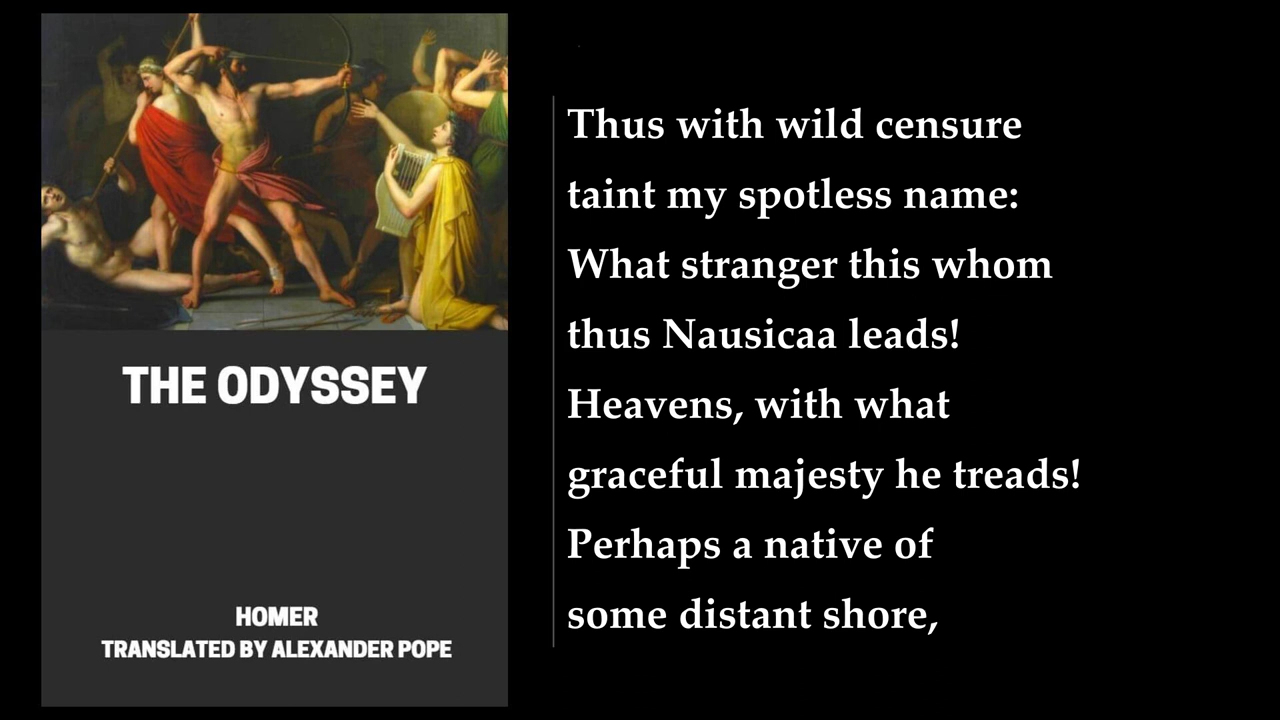 THE ODYSSEY
HOMER
TRANSLATED BY ALEXANDER POPE
Thus with wild censure
taint my spotless name:
What stranger this whom
thus Nausicaa leads!
Heavens, with what
graceful majesty he treads!
Perhaps a native of
some distant shore,